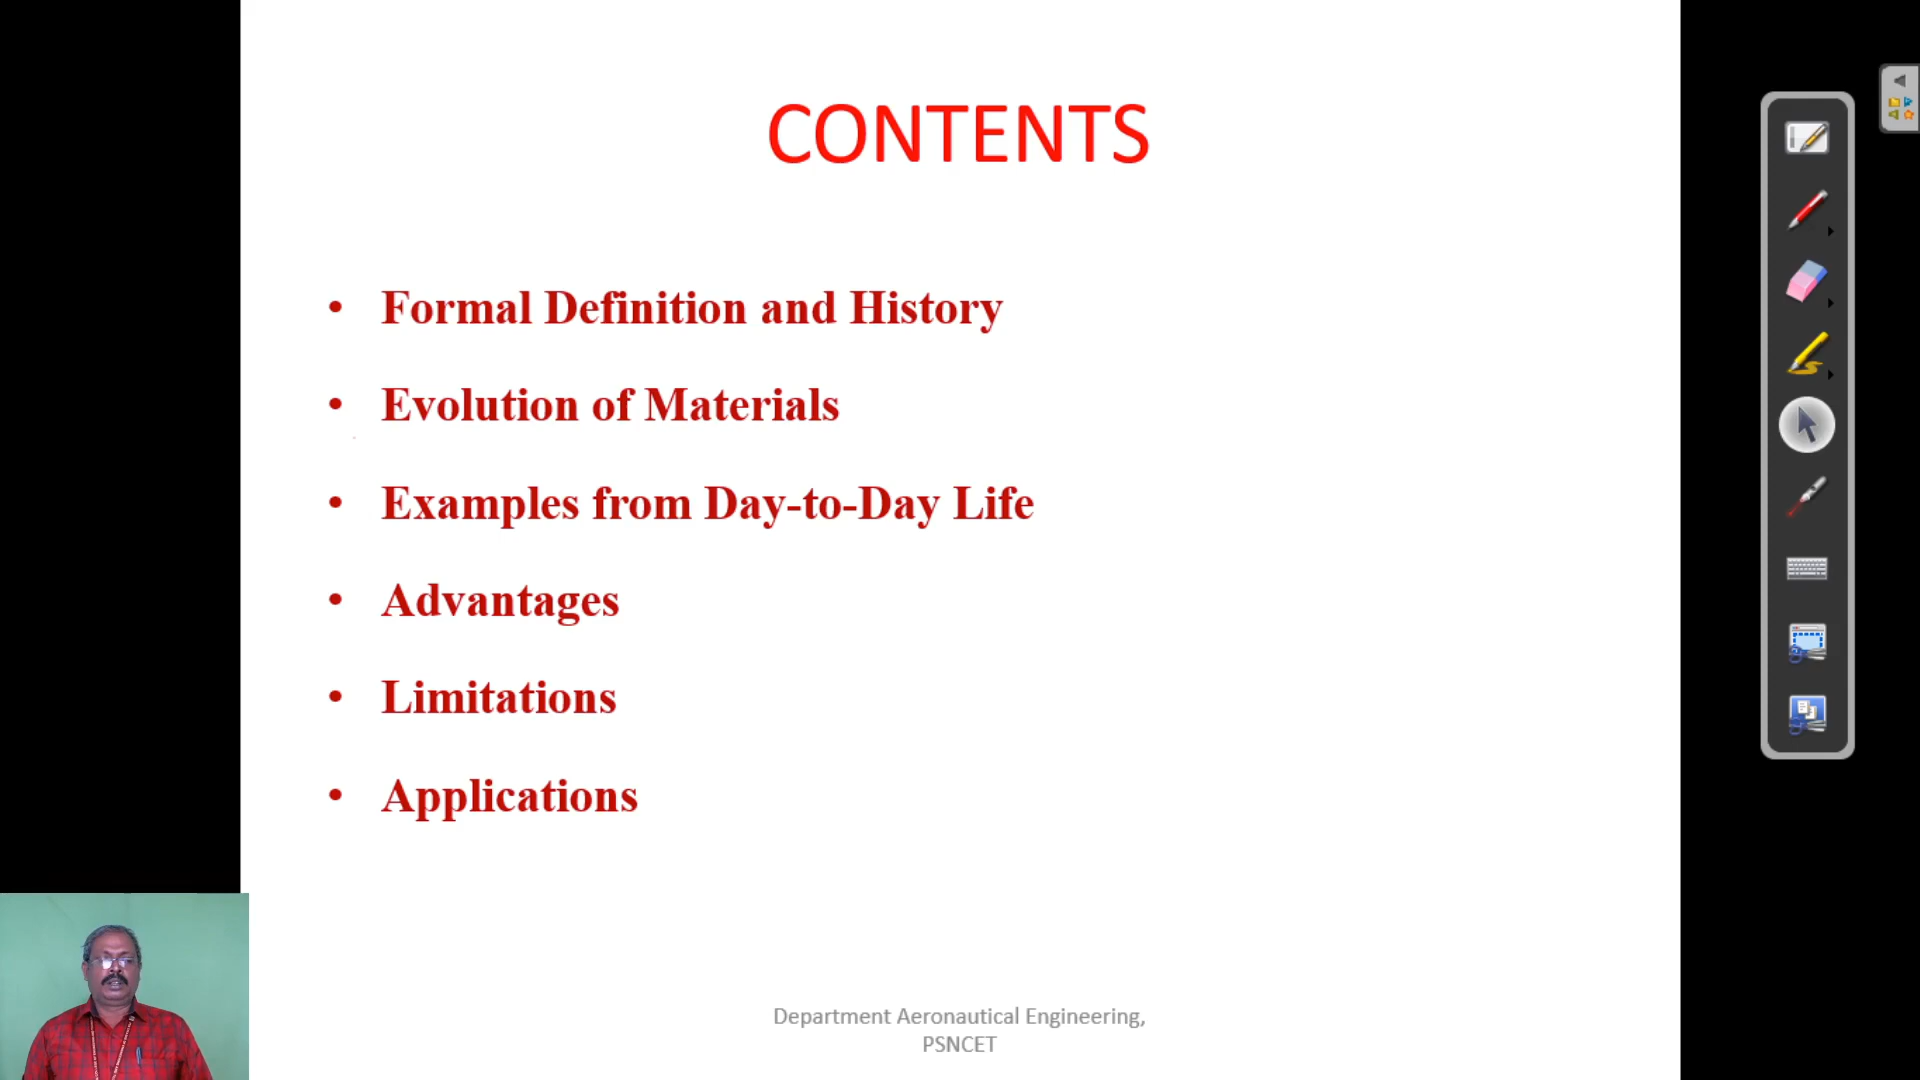 CONTENTS
• Formal Definition and History
• Evolution of Materials
• Examples from Day-to-Day Life
• Advantages
• Limitations
• Applications
Department Aeronautical Engineering,
PSNCET